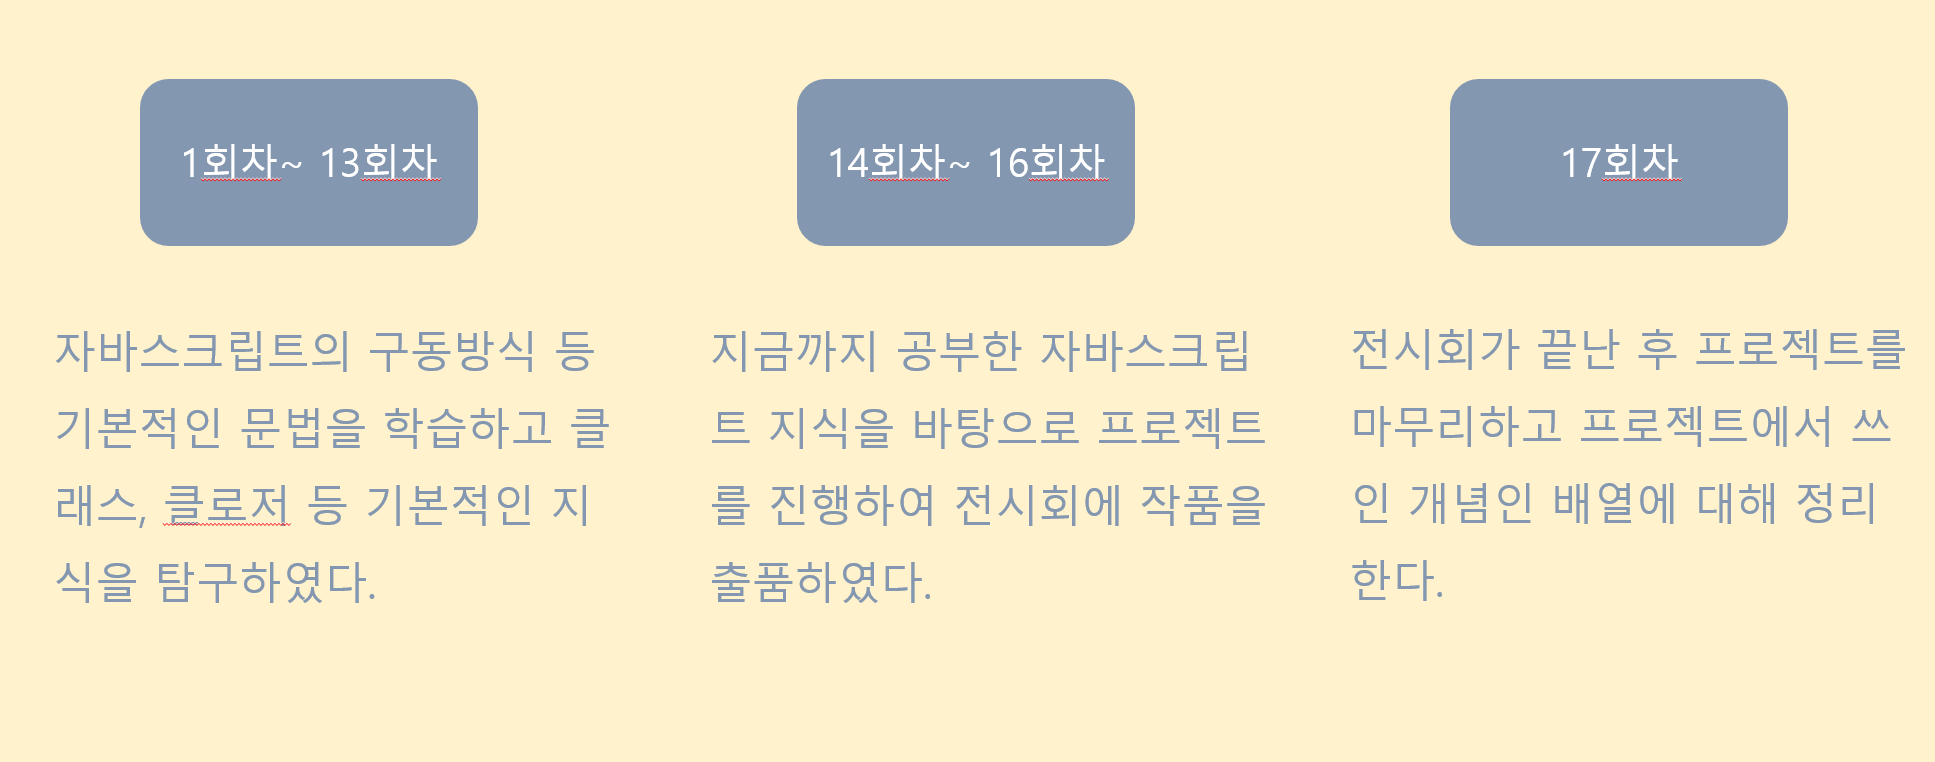 1회차~ 13회차
자바스크립트의 구동방식 등
기본적인 문법을 학습하고 클
래스, 클로저 등 기본적인 지
식을 탐구하였다.
14회차~ 16회차
지금까지 공부한 자바스크립
트 지식을 바탕으로 프로젝트
를 진행하여 전시회에 작품을
출품하였다.
17회차
전시회가 끝난 후 프로젝트를
마무리하고 프로젝트에서 쓰
인 개념인 배열에 대해 정리
한다.